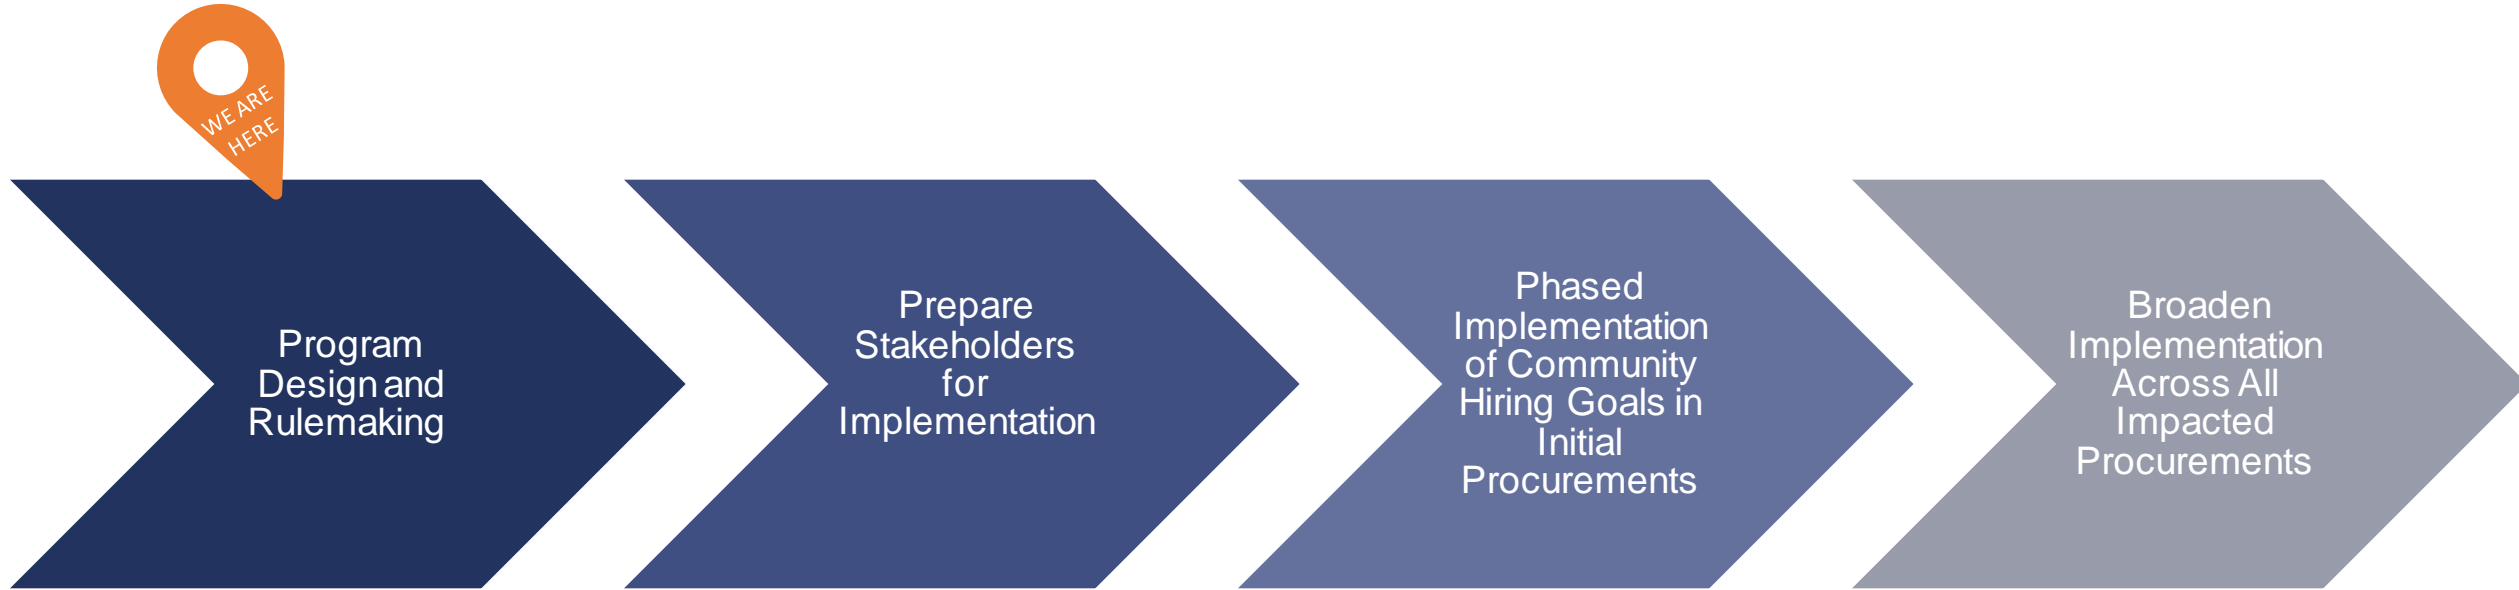 WE ARE
HERE
Program
Design and
Rulemaking
Prepare
Stakeholders
for
Implementation
Phased
Implementation
of Community
Hiring Goals in
Initial
Procurements
Broaden
Implementation
Across All
Impacted
Procurements